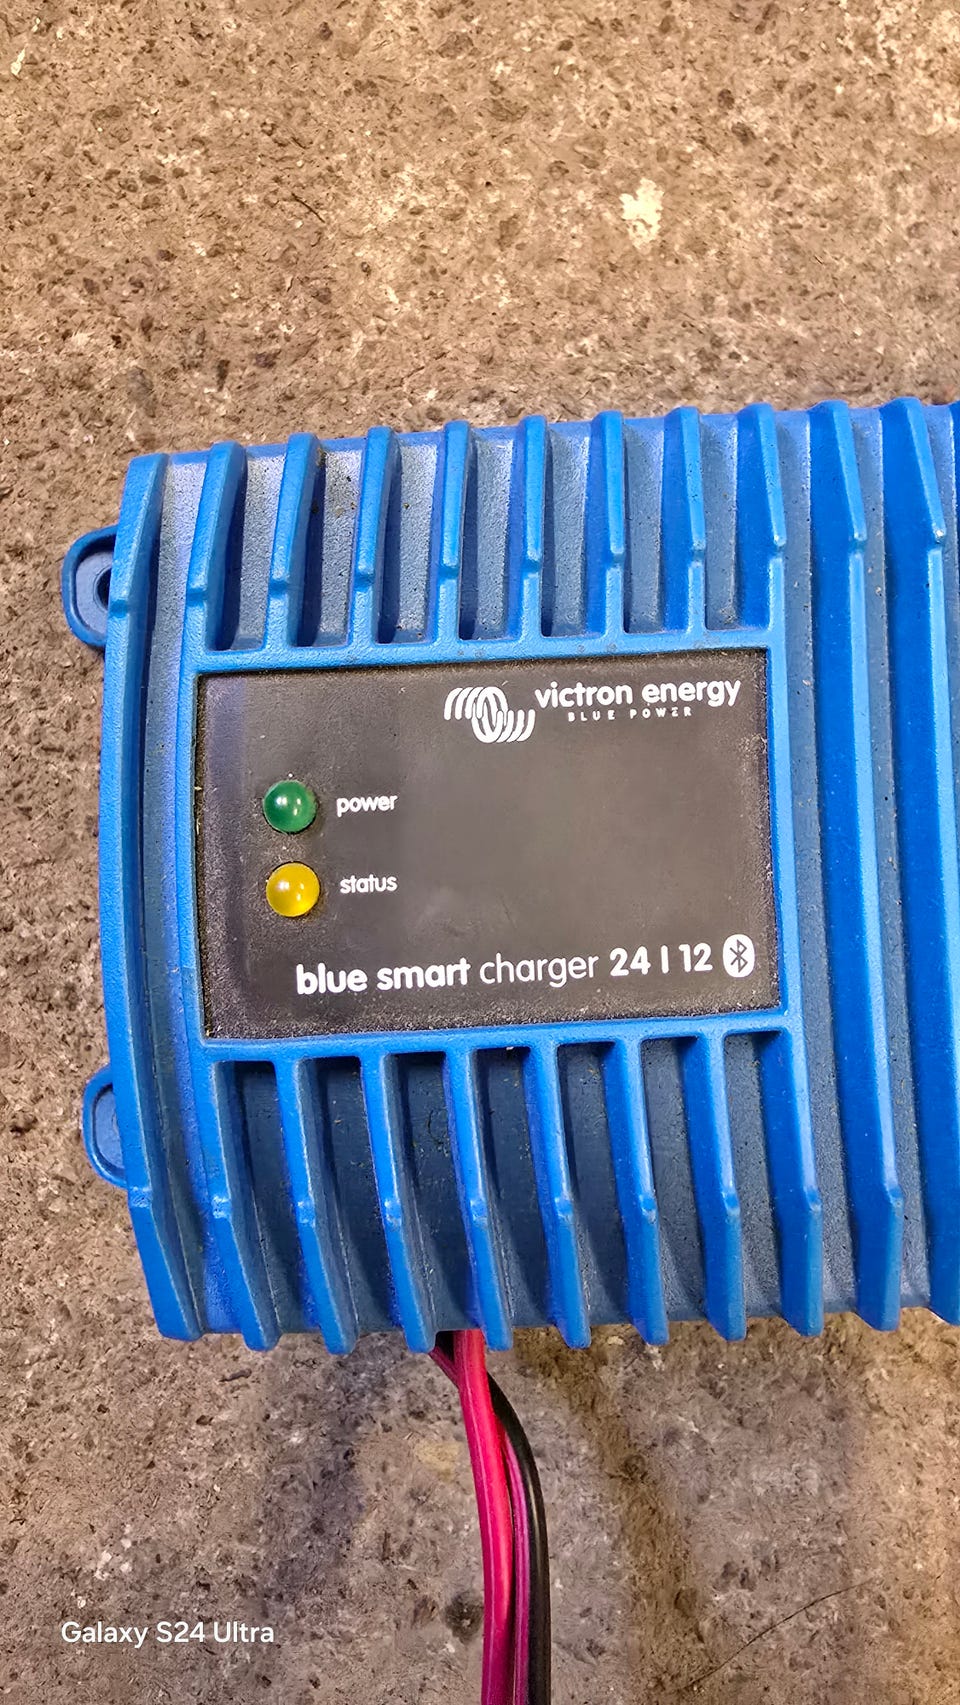 victron energy
BLUE POWER
power
status
blue smart charger 24 | 12
Galaxy S24 Ultra